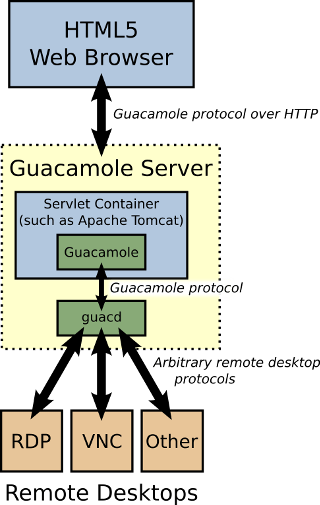 HTML5
Web Browser
Guacamole protocol over HTTP
Guacamole Server
Servlet Container
(such as Apache Tomcat)
Guacamole
Guacamole protocol
guacd
Arbitrary remote desktop
protocols
RDP
VNC
Other
Remote Desktops